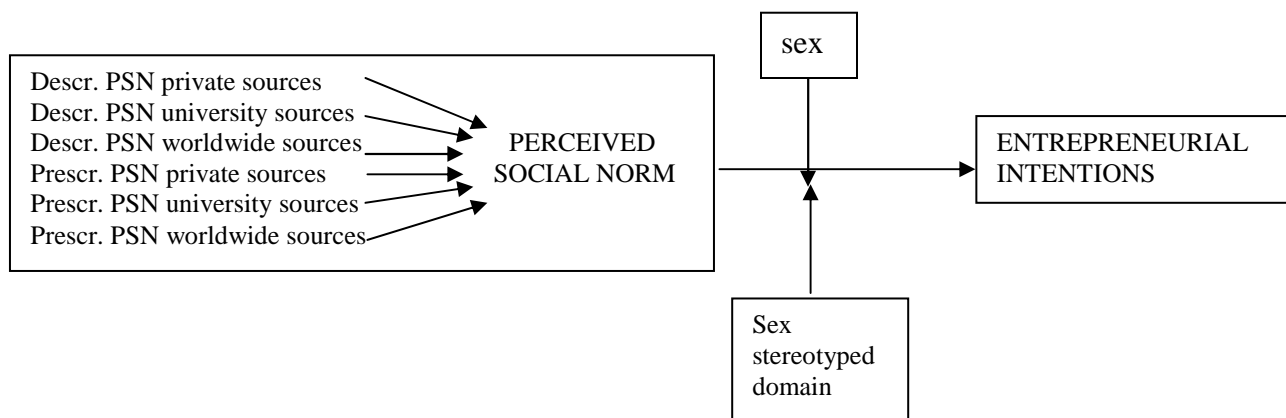 sex
Descr. PSN private sources
Descr. PSN university sources
Descr. PSN worldwide sources
Prescr. PSN private sources
Prescr. PSN university sources
Prescr. PSN worldwide sources
PERCEIVED
SOCIAL NORM
ENTREPRENEURIAL
INTENTIONS
Sex
stereotyped
domain